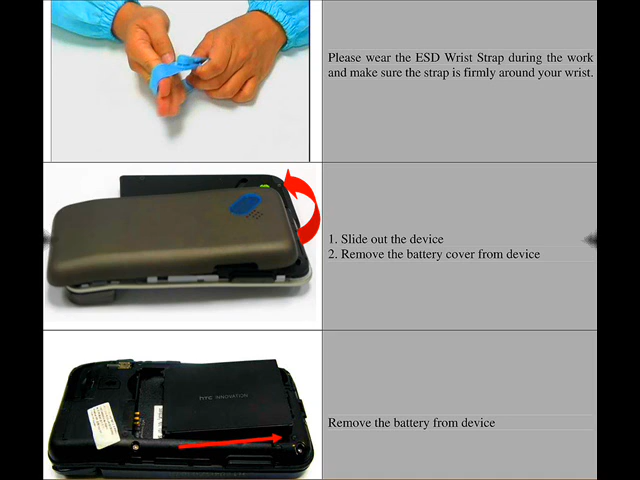 Please wear the ESD Wrist Strap during the work
and make sure the strap is firmly around your wrist.
1. Slide out the device
2. Remove the battery cover from device
hTC INNOVATION
Remove the battery from device